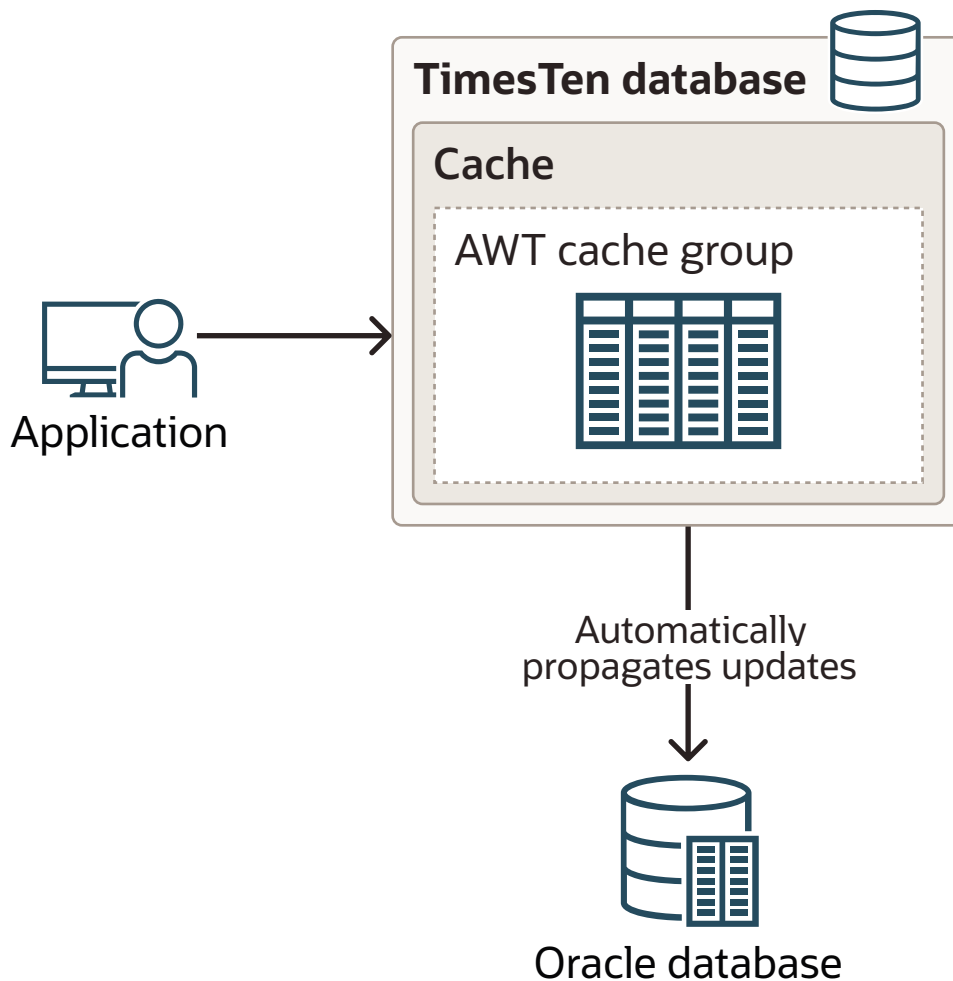 TimesTen database
Cache
AWT cache group
Application
Automatically
propagates updates
Oracle database